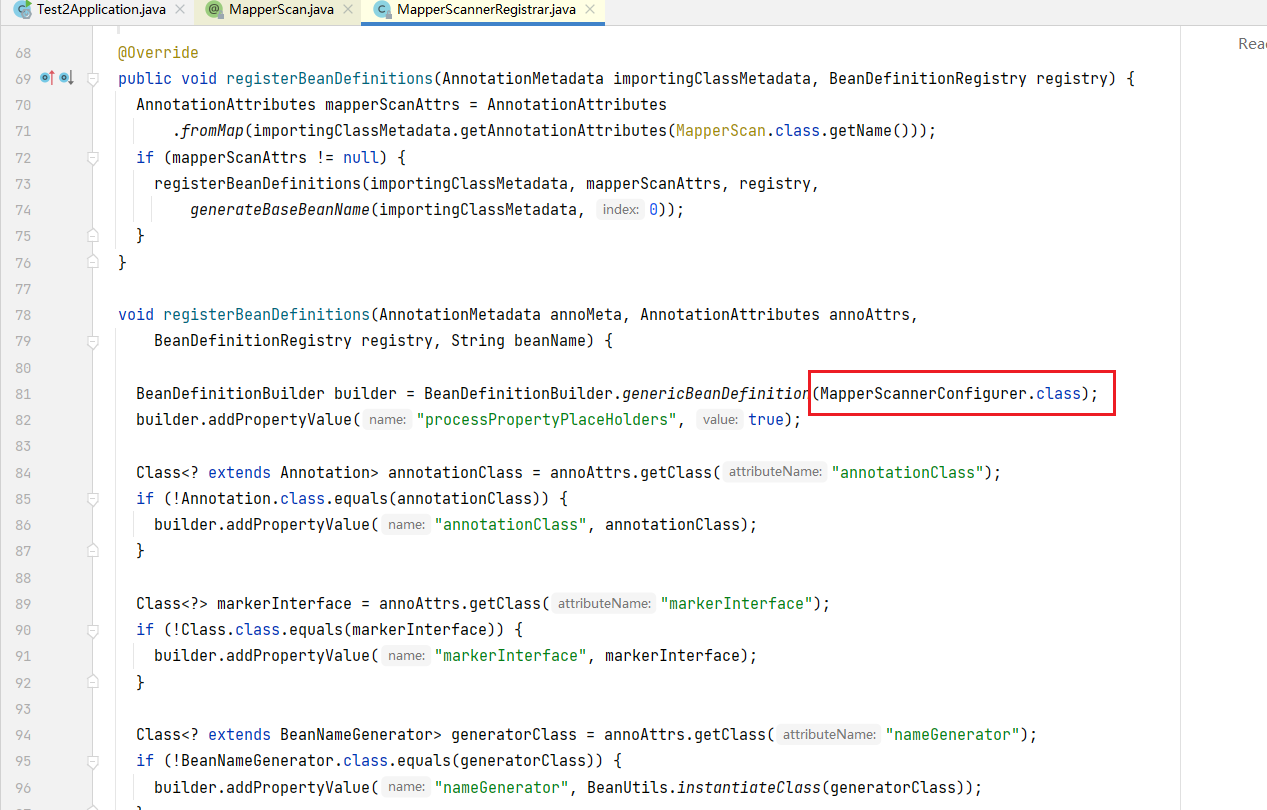 Test2Application.java MapperScan.java MapperScannerRegistrar.java
Read
68 @Override
69 public void registerBeanDefinitions(AnnotationMetadata importingClassMetadata, BeanDefinitionRegistry registry) {
70 AnnotationAttributes mapperScanAttrs = AnnotationAttributes
71 .fromMap(importingClassMetadata.getAnnotationAttributes(MapperScan.class.getName()));
72 if (mapperScanAttrs != null) {
73 registerBeanDefinitions(importingClassMetadata, mapperScanAttrs, registry,
74 generateBaseBeanName(importingClassMetadata, index: 0));
75 }
76 }
77
78 void registerBeanDefinitions(AnnotationMetadata annoMeta, AnnotationAttributes annoAttrs,
79 BeanDefinitionRegistry registry, String beanName) {
80
81 BeanDefinitionBuilder builder = BeanDefinitionBuilder.genericBeanDefinition(MapperScannerConfigurer.class);
82 builder.addPropertyValue( name: "processPropertyPlaceHolders", value: true);
83
84 Class<? extends Annotation> annotationClass = annoAttrs.getClass( attributeName: "annotationClass");
85 if (!Annotation.class.equals(annotationClass)) {
86 builder.addPropertyValue( name: "annotationClass", annotationClass);
87 }
88
89 Class<?> markerInterface = annoAttrs.getClass( attributeName: "markerInterface");
90 if (!Class.class.equals(markerInterface)) {
91 builder.addPropertyValue( name: "markerInterface", markerInterface);
92 }
93
94 Class<? extends BeanNameGenerator> generatorClass = annoAttrs.getClass( attributeName: "nameGenerator");
95 if (!BeanNameGenerator.class.equals(generatorClass)) {
96 builder.addPropertyValue( name: "nameGenerator", BeanUtils.instantiateClass(generatorClass));